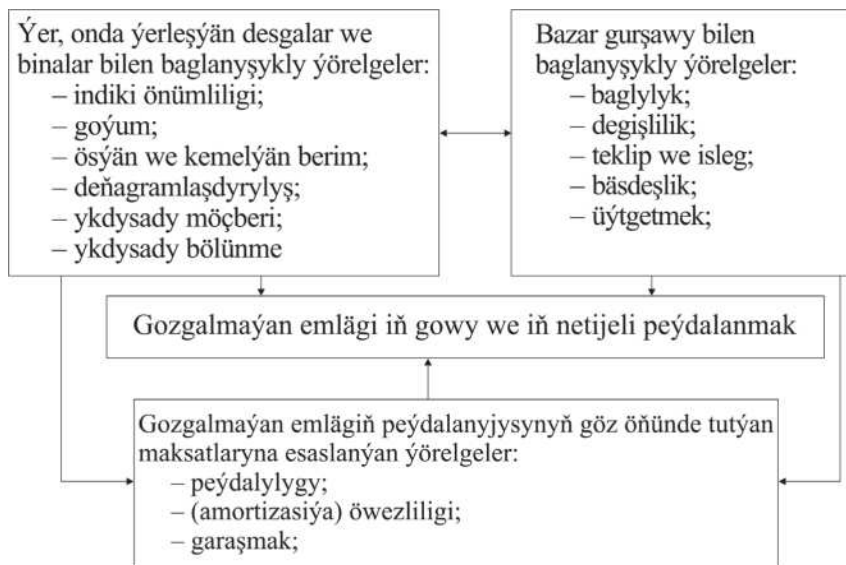 Ýer, onda ýerleşýän desgalar we
binalar bilen baglanyşykly ýörelgeler:
– indiki önümliligi;
– goýum;
– ösýän we kemelýän berim;
– deňagramlaşdyrylyş;
– ykdysady möçberi;
– ykdysady bölünme
Bazar gurşawy bilen
baglanyşykly ýörelgeler:
– baglylyk;
– degişlilik;
– teklip we isleg;
– bäsdeşlik;
– üýtgetmek;
Gozgalmaýan emlägi iň gowy we iň netijeli peýdalanmak
Gozgalmaýan emlägiň peýdalanyjysynyň göz öňünde tutýan
maksatlaryna esaslanýan ýörelgeler:
– peýdalylygy;
– (amortizasiýa) öwezliligi;
– garaşmak;